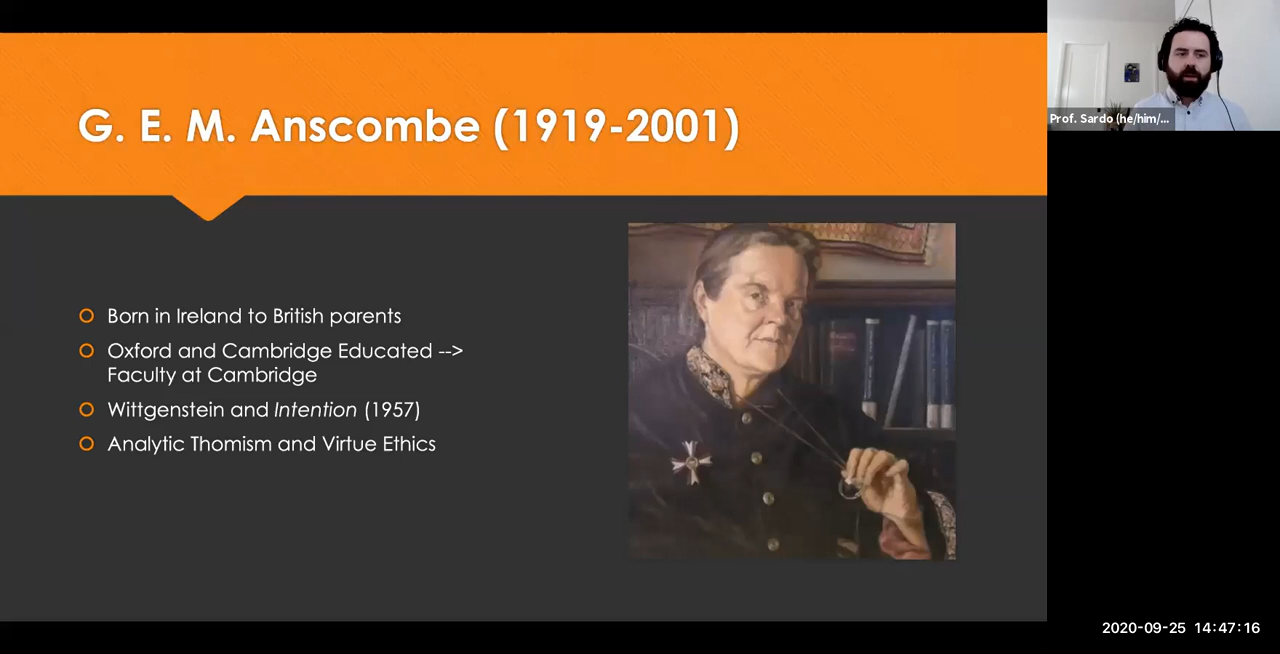 G. E. M. Anscombe (1919-2001)
Born in Ireland to British parents
Oxford and Cambridge Educated -->
Faculty at Cambridge
Wittgenstein and Intention (1957)
Analytic Thomism and Virtue Ethics
Prof. Sardo (he/him/...
2020-09-25 14:47:16